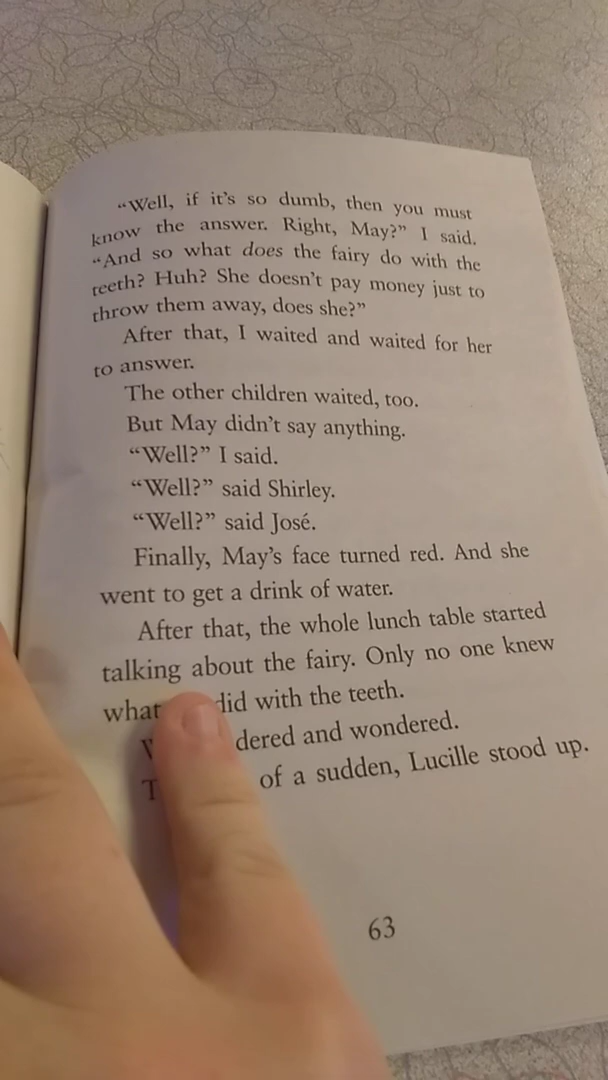 “Well, if it’s so dumb, then you must
know the answer. Right, May?” I said.
“And so what does the fairy do with the
teeth? Huh? She doesn’t pay money just to
throw them away, does she?”
After that, I waited and waited for her
to answer.
The other children waited, too.
But May didn’t say anything.
“Well?” I said.
“Well?” said Shirley.
“Well?” said José.
Finally, May’s face turned red. And she
went to get a drink of water.
After that, the whole lunch table started
talking about the fairy. Only no one knew
what did with the teeth.
and wondered.
of a sudden, Lucille stood up.
63